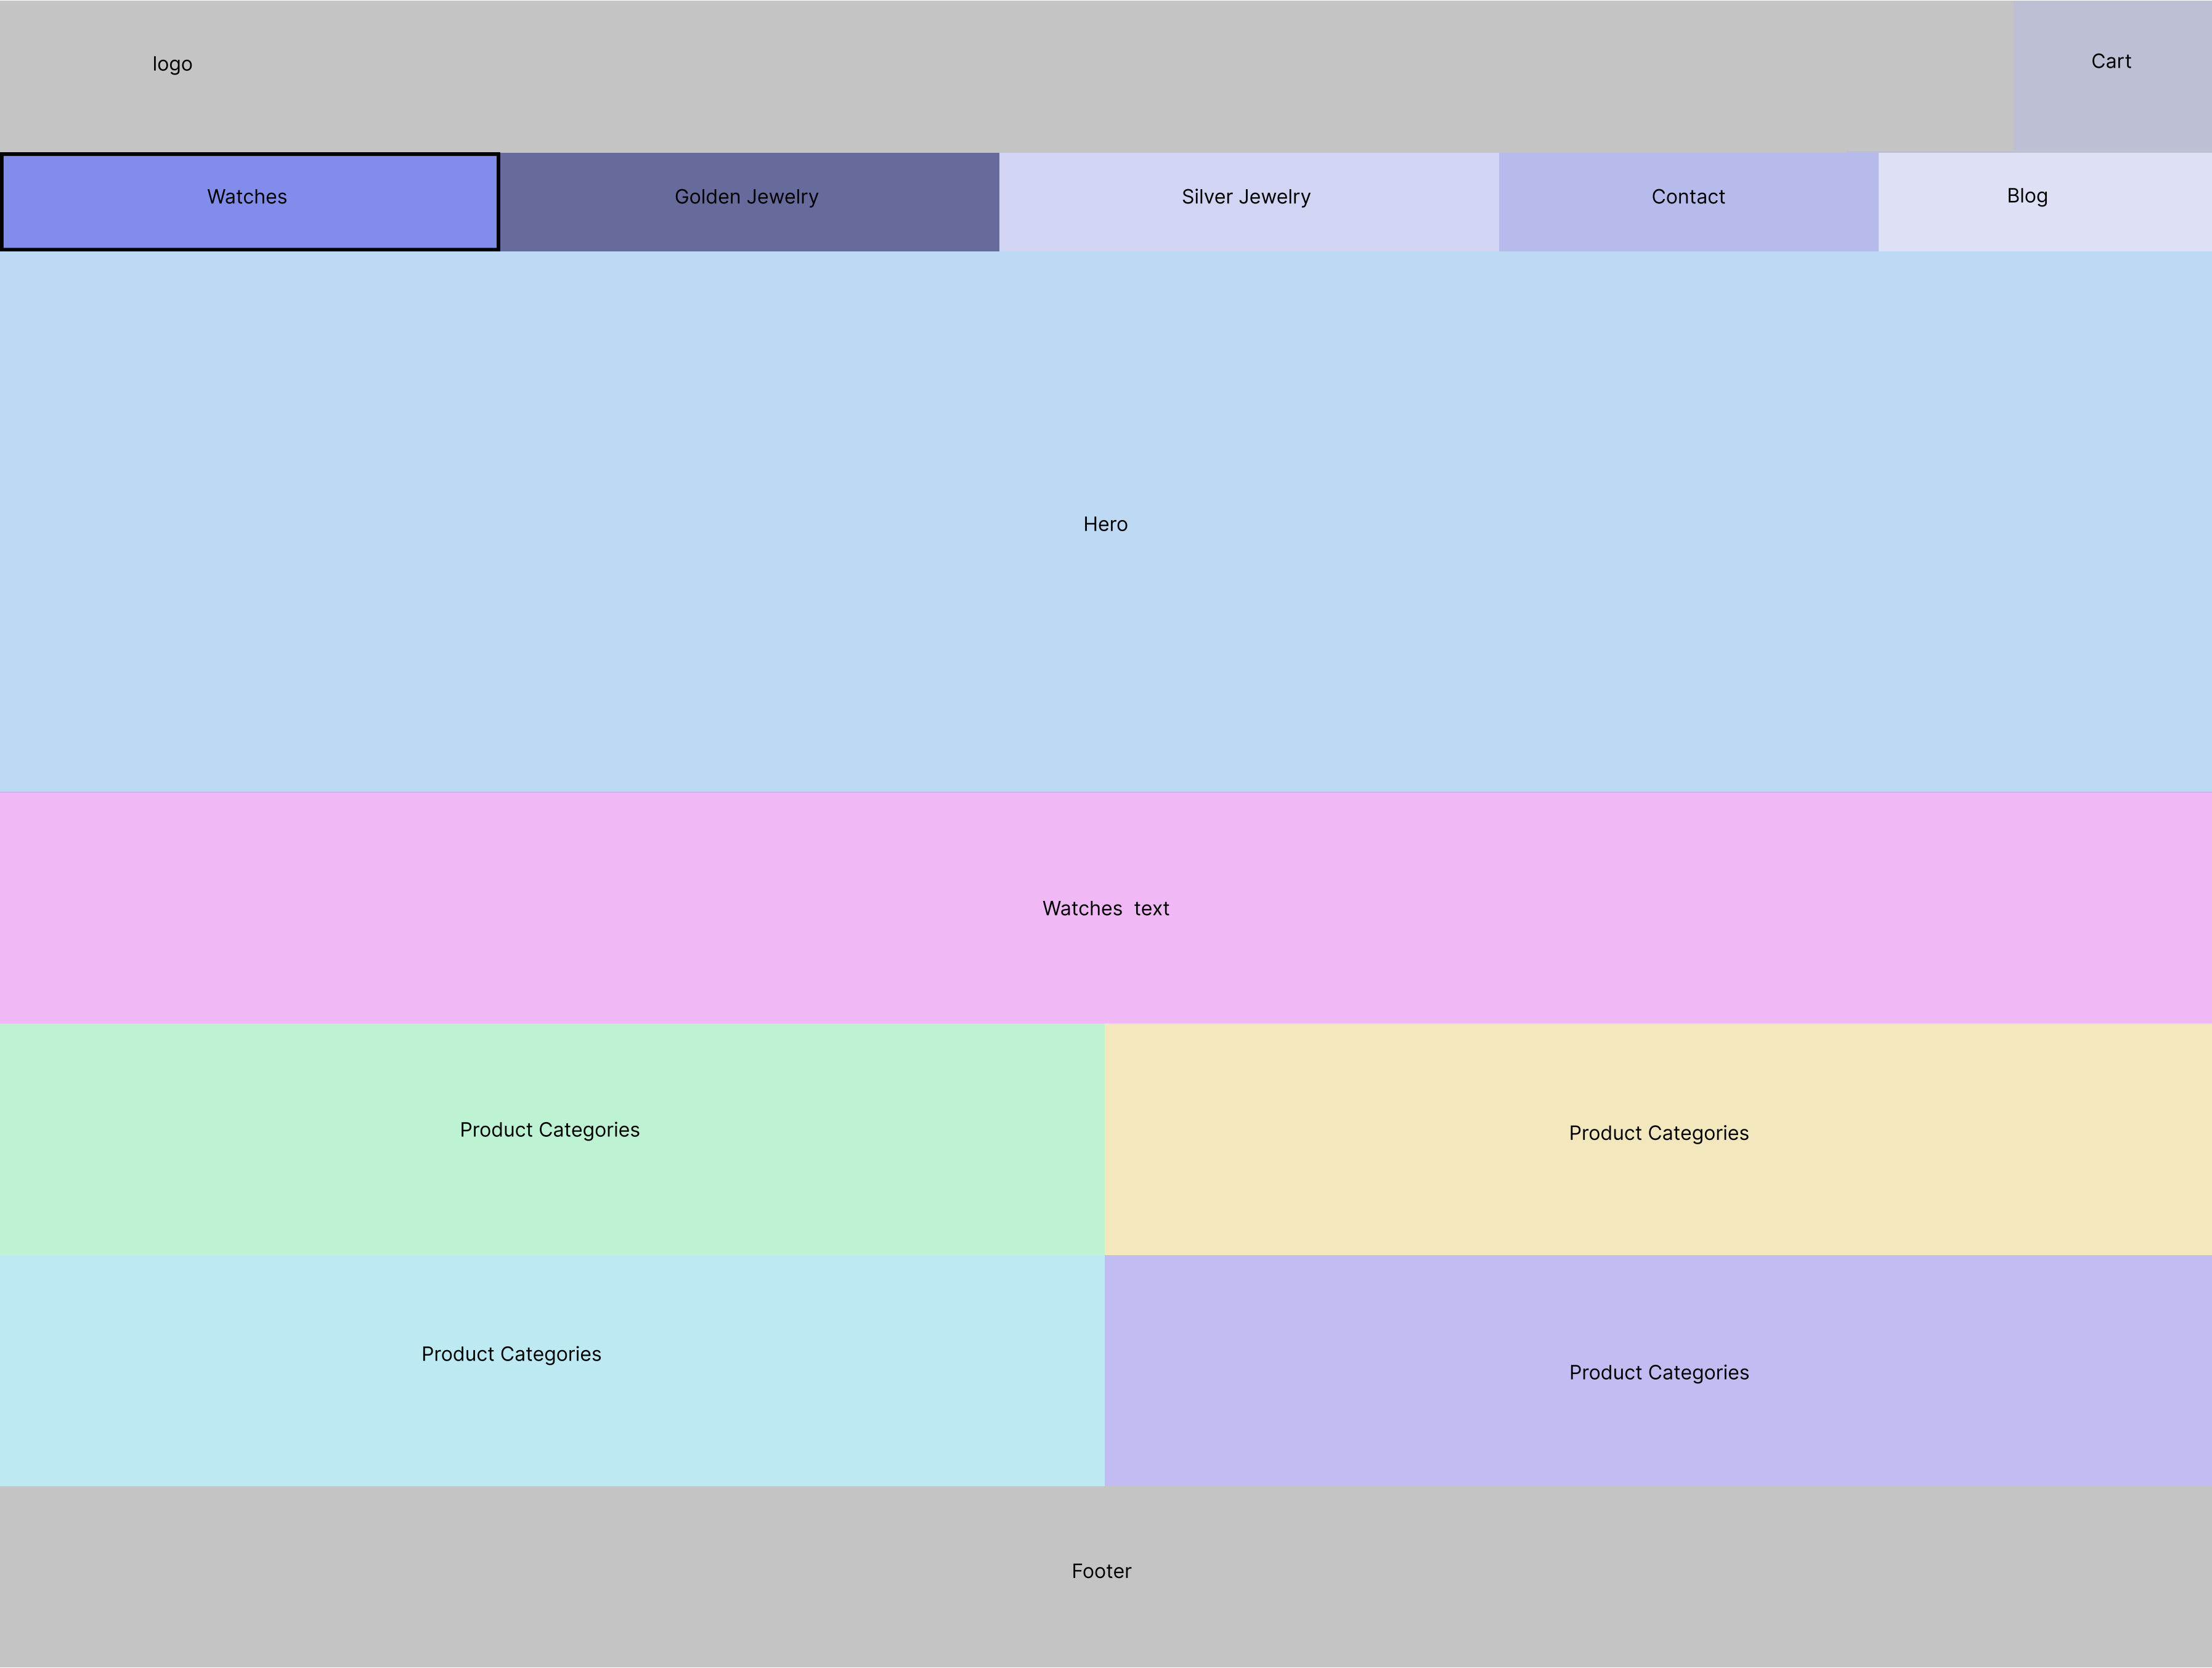 logo
Cart
Watches
Golden Jewelry
Silver Jewelry
Contact
Blog
Hero
Watches  text
Product Categories
Product Categories
Product Categories
Product Categories
Footer